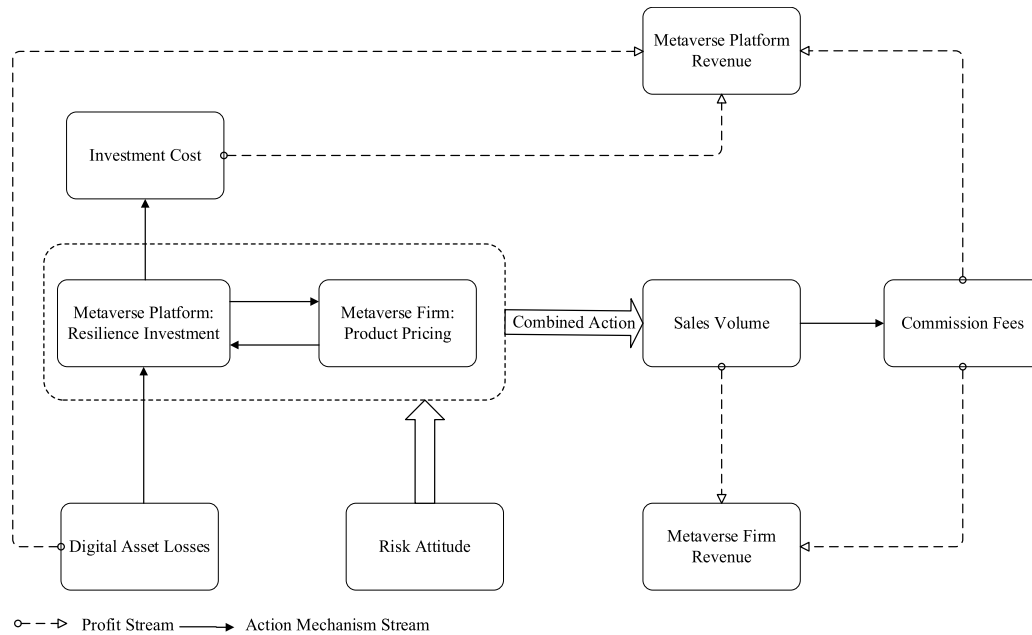 Metaverse Platform
Revenue
Investment Cost
Metaverse Platform:
Resilience Investment
Metaverse Firm:
Product Pricing
Combined Action
Sales Volume
Commission Fees
Digital Asset Losses
Risk Attitude
Metaverse Firm
Revenue
Profit Stream
Action Mechanism Stream